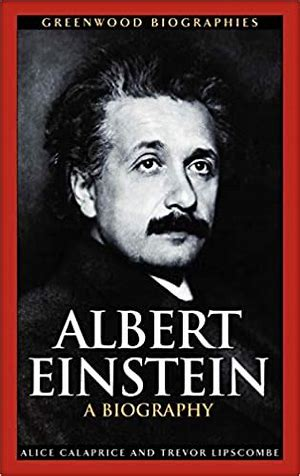 GREENWOOD BIOGRAPHIES
ALBERT
EINSTEIN
A BIOGRAPHY
ALICE CALAPRICE AND TREVOR LIPSCOMBE